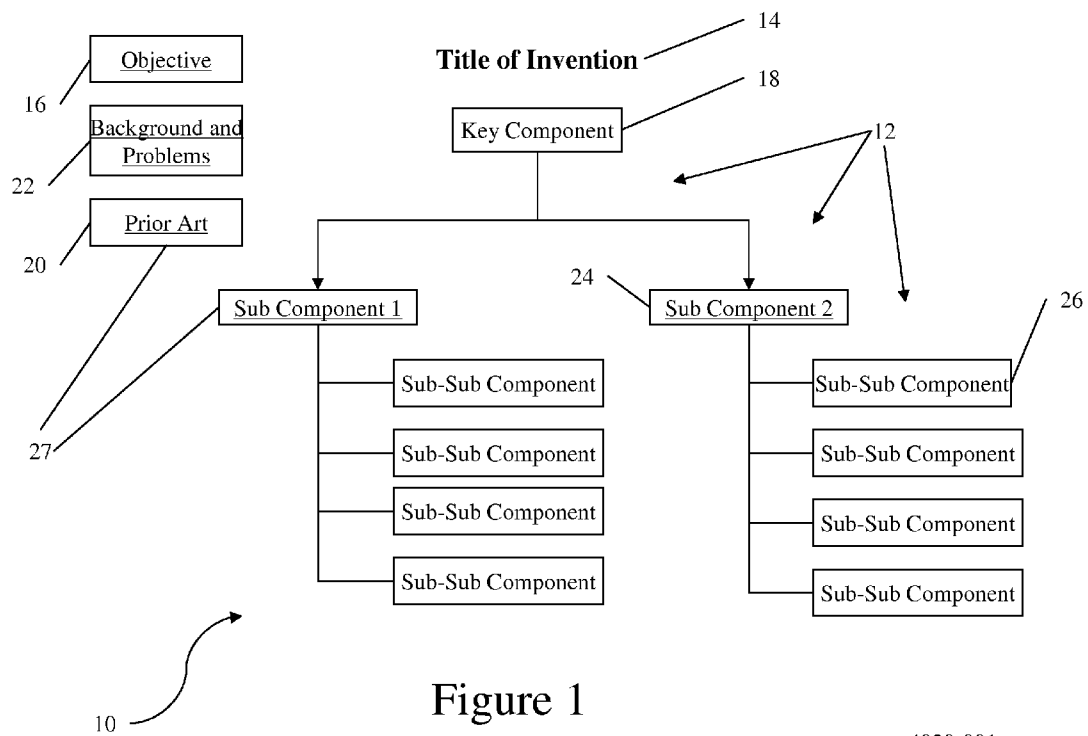 14
Title of Invention
Objective
18
16
Key Component
12
Background and
Problems
22
Prior Art
20
24
26
Sub Component 1
Sub Component 2
Sub-Sub Component
Sub-Sub Component
Sub-Sub Component
Sub-Sub Component
27
Sub-Sub Component
Sub-Sub Component
Sub-Sub Component
Sub-Sub Component
10
Figure 1